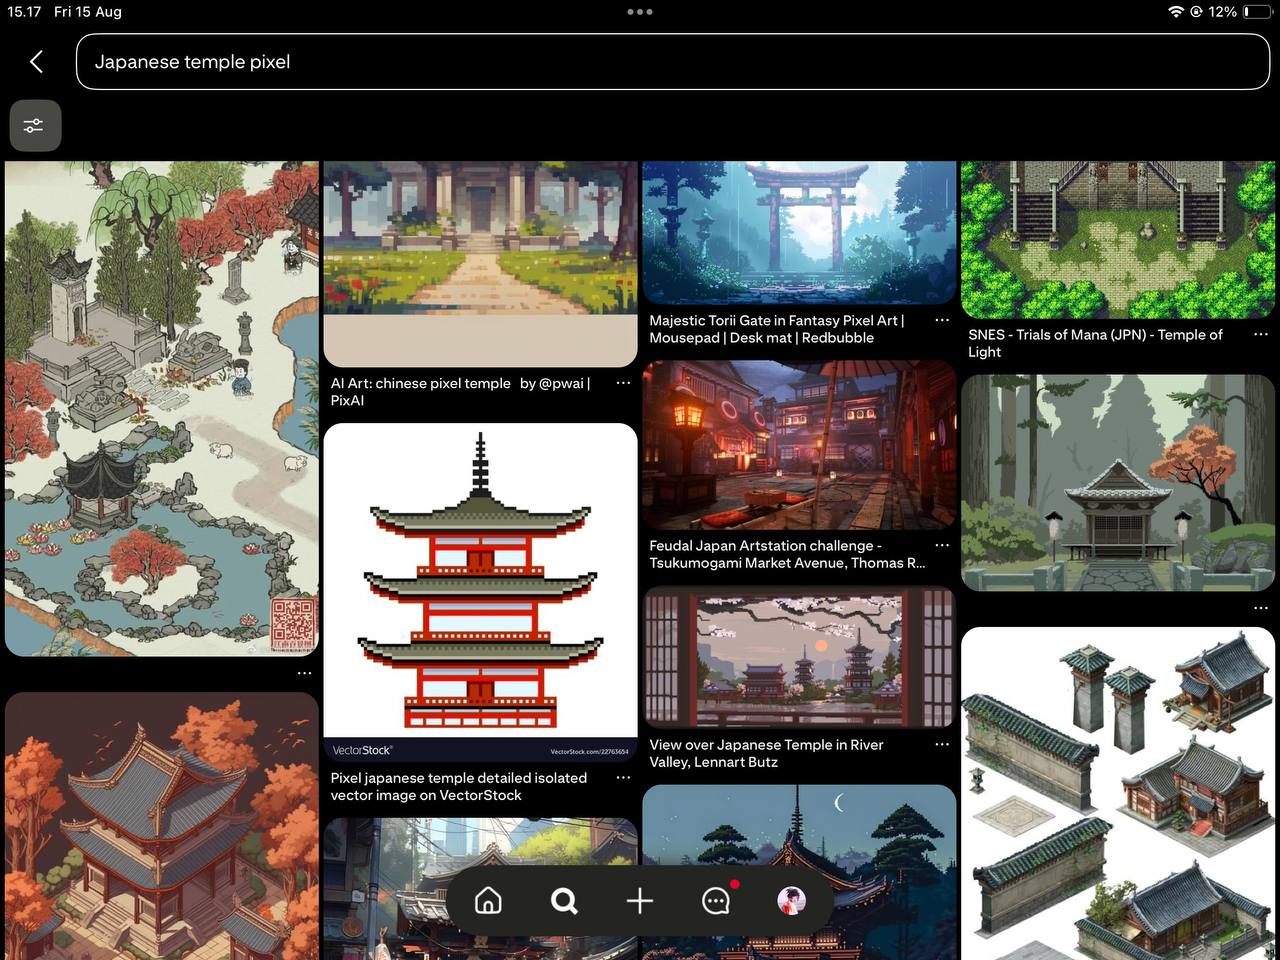 15.17 Fri 15 Aug
12%
Japanese temple pixel
AI Art: chinese pixel temple by @pwai |
PixAI
VectorStock®
VectorStock.com/22763654
Pixel japanese temple detailed isolated
vector image on VectorStock
Majestic Torii Gate in Fantasy Pixel Art |
Mousepad | Desk mat | Redbubble
Feudal Japan Artstation challenge -
Tsukumogami Market Avenue, Thomas R...
View over Japanese Temple in River
Valley, Lennart Butz
SNES - Trials of Mana (JPN) - Temple of
Light